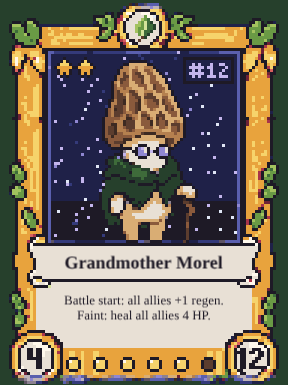 #12
Grandmother Morel
Battle start: all allies +1 regen.
Faint: heal all allies 4 HP.
4
12